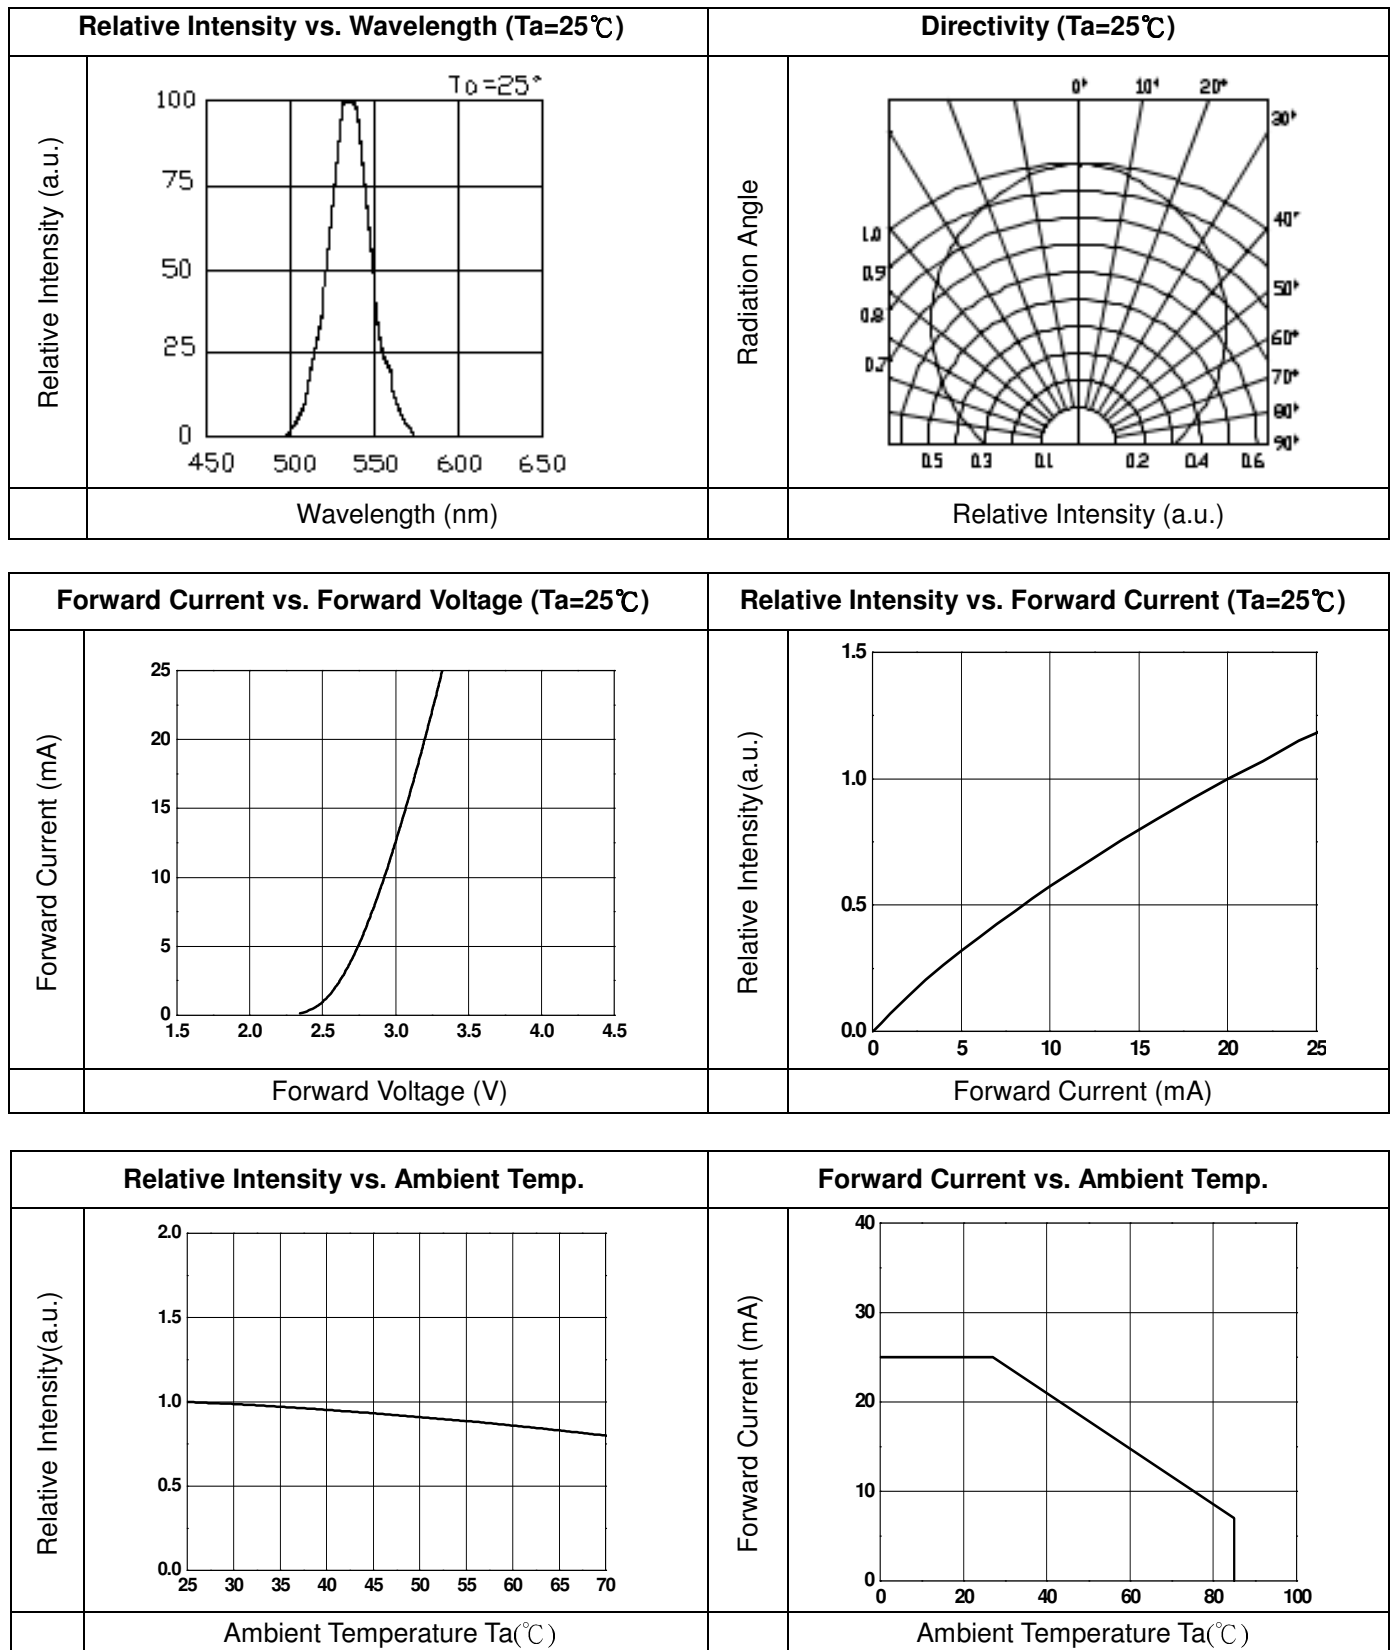 Relative Intensity vs. Wavelength (Ta=25℃)
Directivity (Ta=25℃)
Relative Intensity (a.u.)
Ta=25°
100
75
50
25
0
450 500 550 600 650
Wavelength (nm)
Radiation Angle
0° 10° 20°
30°
40°
50°
60°
70°
80°
90°
1.0
0.9
0.8
0.7
0.5 0.3 0.1 0.2 0.4 0.6
Relative Intensity (a.u.)
Forward Current vs. Forward Voltage (Ta=25℃)
Relative Intensity vs. Forward Current (Ta=25℃)
Forward Current (mA)
25
20
15
10
5
0
1.5 2.0 2.5 3.0 3.5 4.0 4.5
Forward Voltage (V)
Relative Intensity(a.u.)
1.5
1.0
0.5
0.0
0 5 10 15 20 25
Forward Current (mA)
Relative Intensity vs. Ambient Temp.
Forward Current vs. Ambient Temp.
Relative Intensity(a.u.)
2.0
1.5
1.0
0.5
0.0
25 30 35 40 45 50 55 60 65 70
Ambient Temperature Ta(℃)
Forward Current (mA)
40
30
20
10
0
0 20 40 60 80 100
Ambient Temperature Ta(℃)